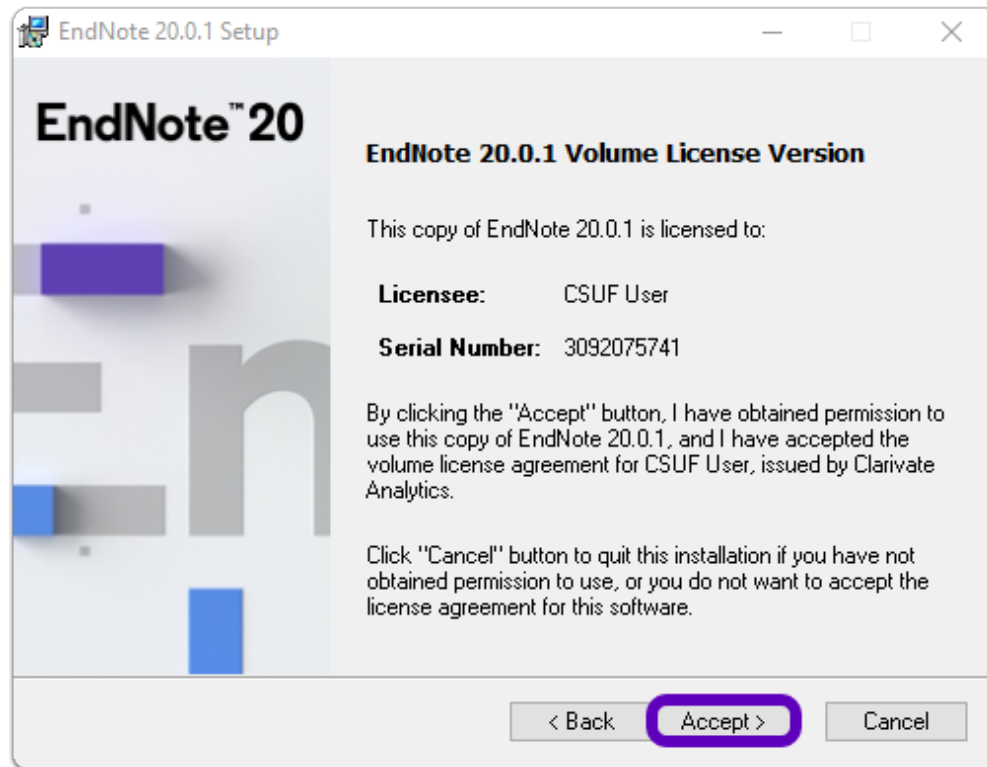 EndNote 20.0.1 Setup
EndNote™20
EndNote 20.0.1 Volume License Version
This copy of EndNote 20.0.1 is licensed to:
Licensee: CSUF User
Serial Number: 3092075741
By clicking the "Accept" button, I have obtained permission to
use this copy of EndNote 20.0.1, and I have accepted the
volume license agreement for CSUF User, issued by Clarivate
Analytics.
Click "Cancel" button to quit this installation if you have not
obtained permission to use, or you do not want to accept the
license agreement for this software.
< Back Accept > Cancel